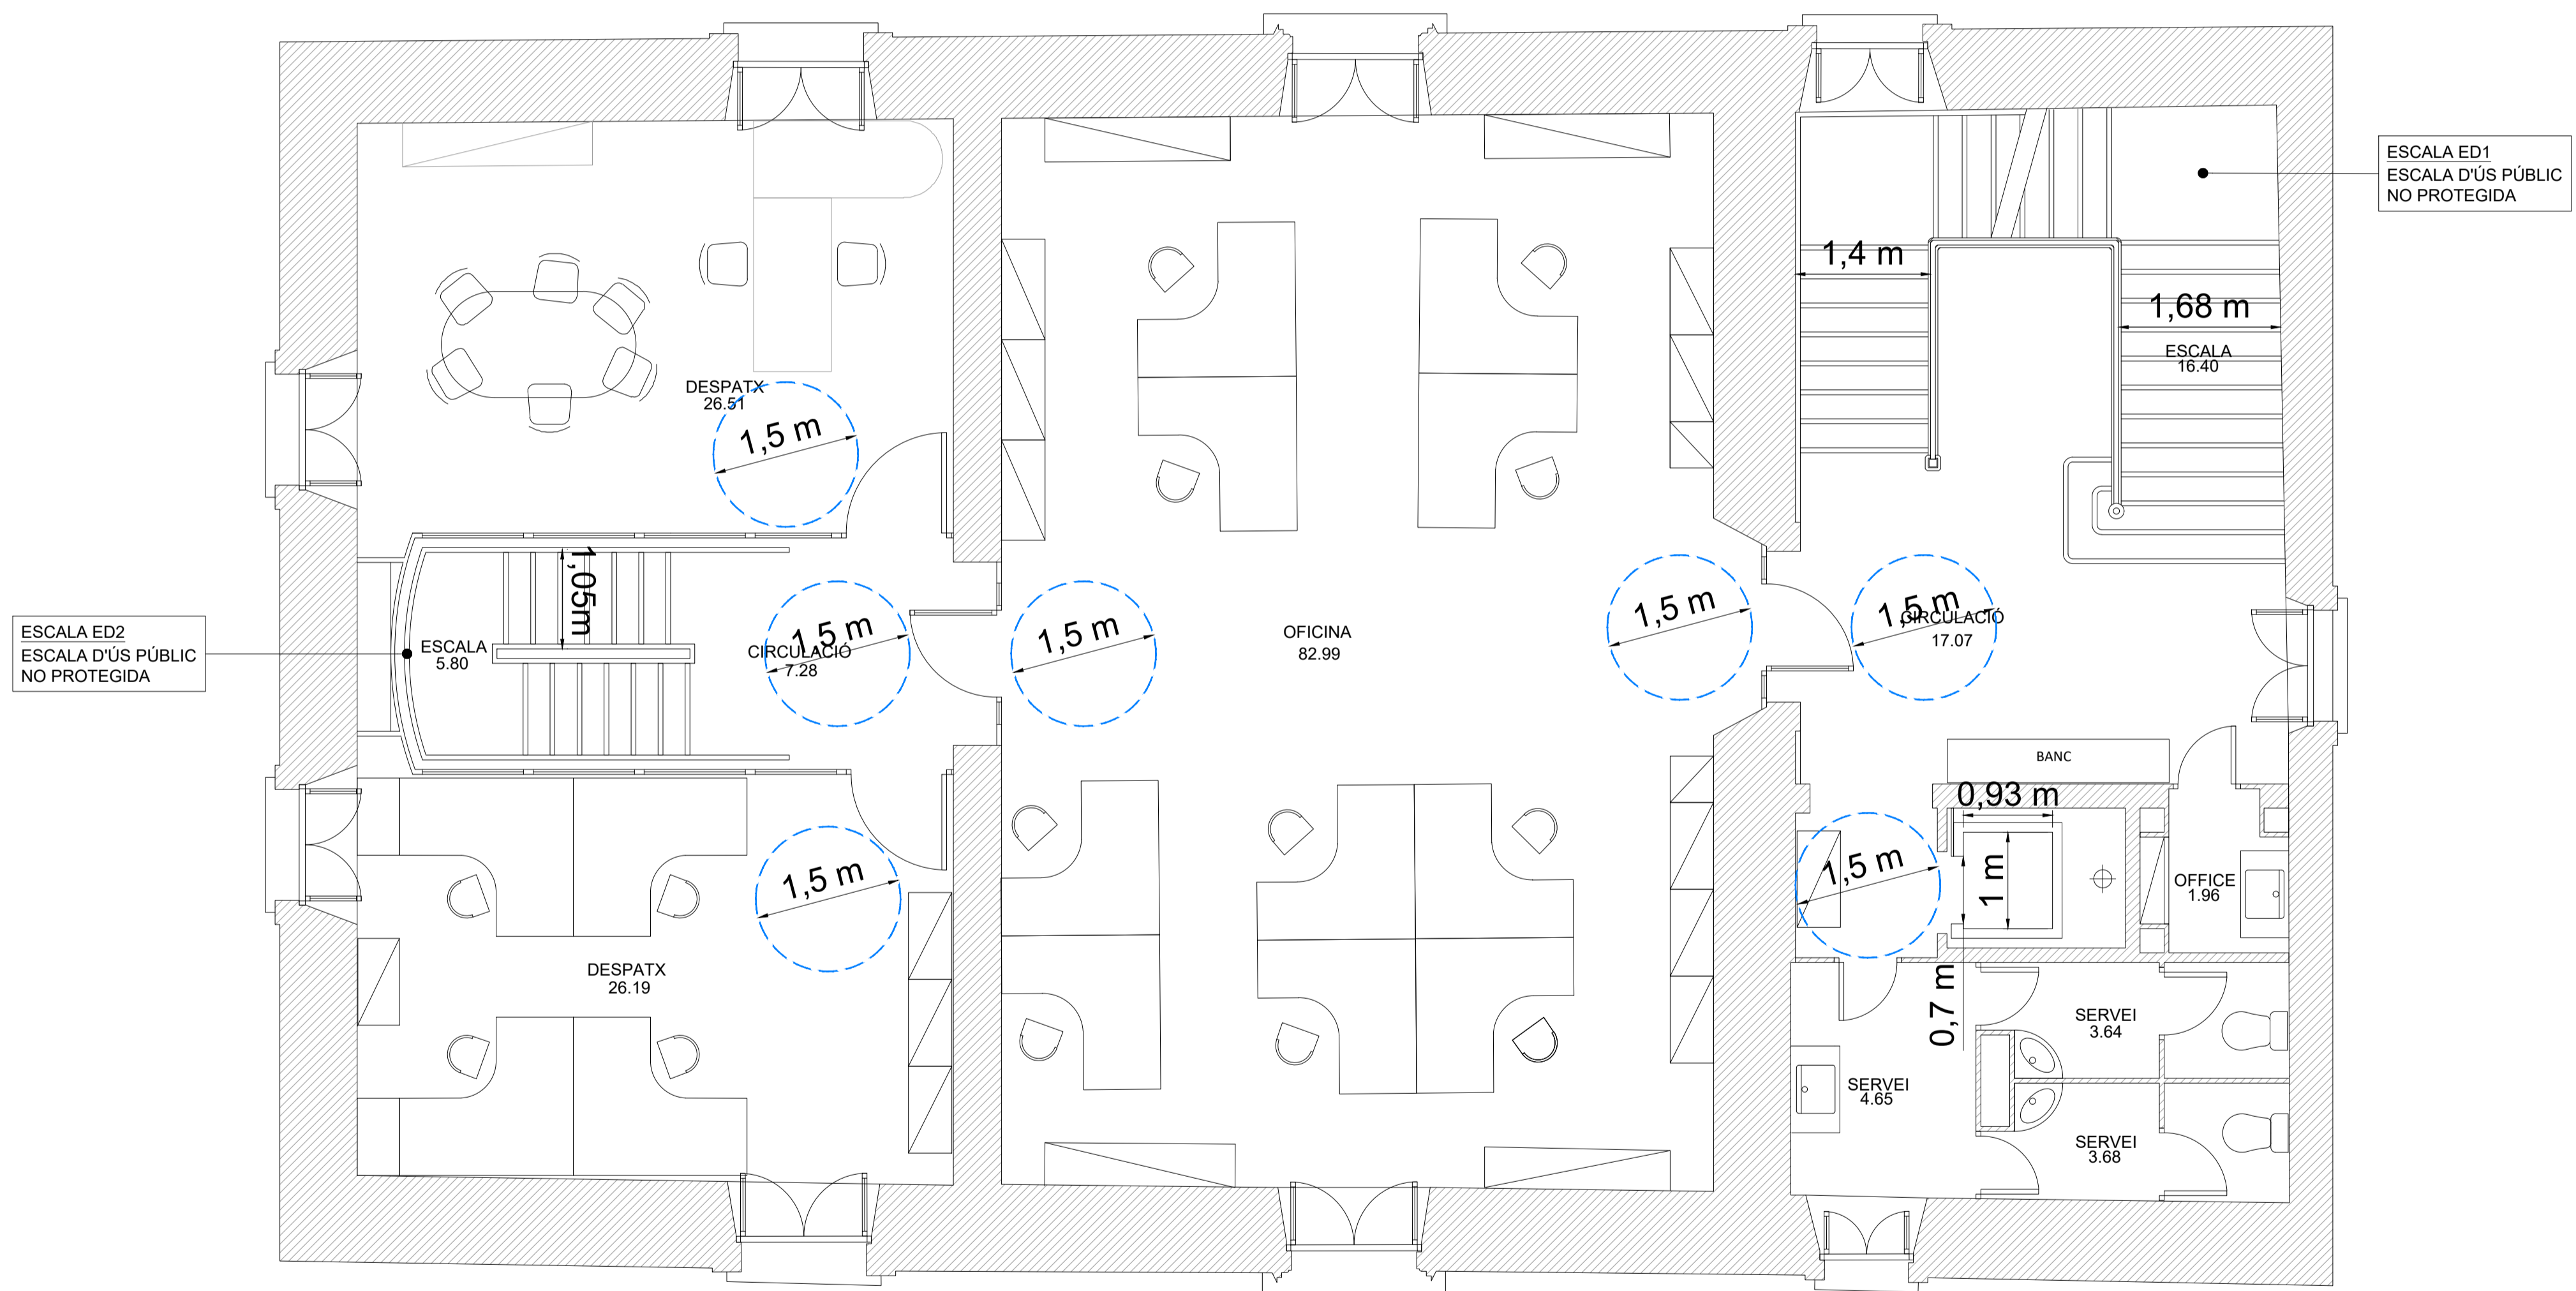 ESCALA ED1
ESCALA D'ÚS PÚBLIC
NO PROTEGIDA
1,4 m
1,68 m
ESCALA
16.40
DESPATX
26.51
1,5 m
1,05m
ESCALA ED2
ESCALA D'ÚS PÚBLIC
NO PROTEGIDA
ESCALA
5.80
1,5 m
CIRCULACIÓ
7.28
1,5 m
OFICINA
82.99
1,5 m
1,5 m
CIRCULACIÓ
17.07
BANC
0,93 m
1 m
1,5 m
OFFICE
1.96
1,5 m
DESPATX
26.19
0,7 m
SERVEI
3.64
SERVEI
4.65
SERVEI
3.68